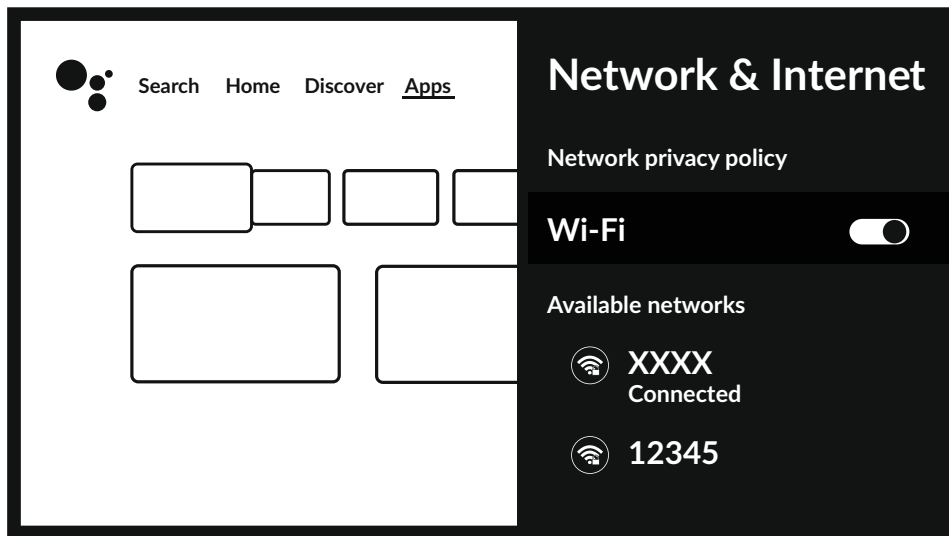 Search Home Discover Apps
Network & Internet
Network privacy policy
Wi-Fi
Available networks
XXXX
Connected
12345